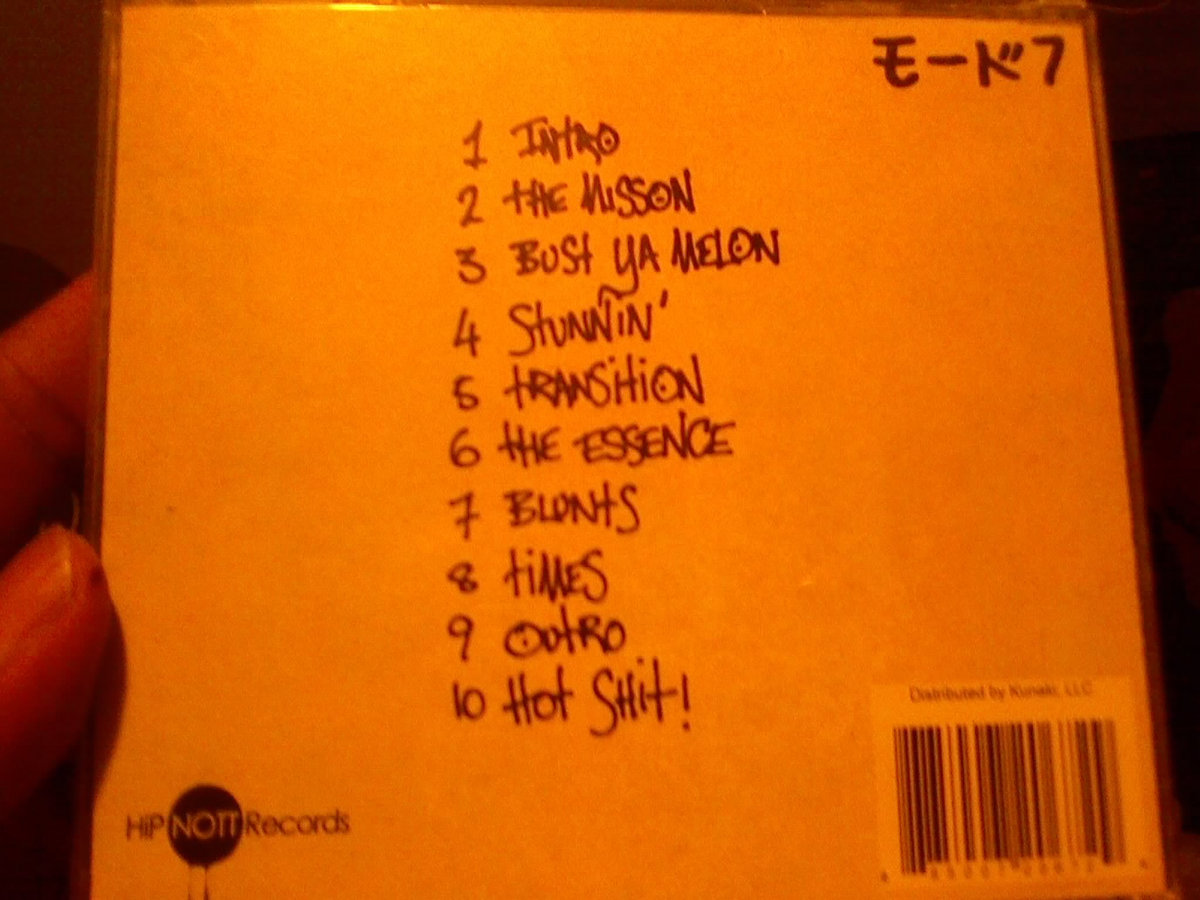 モード7
1 INTRO
2 THE MISSON
3 BUST YA MELON
4 STUNNIN'
5 TRANSITION
6 THE ESSENCE
7 BLUNTS
8 TIMES
9 OUTRO
10 HOT SHIT!
Distributed by Kunaki, LLC
HiP NOTT Records